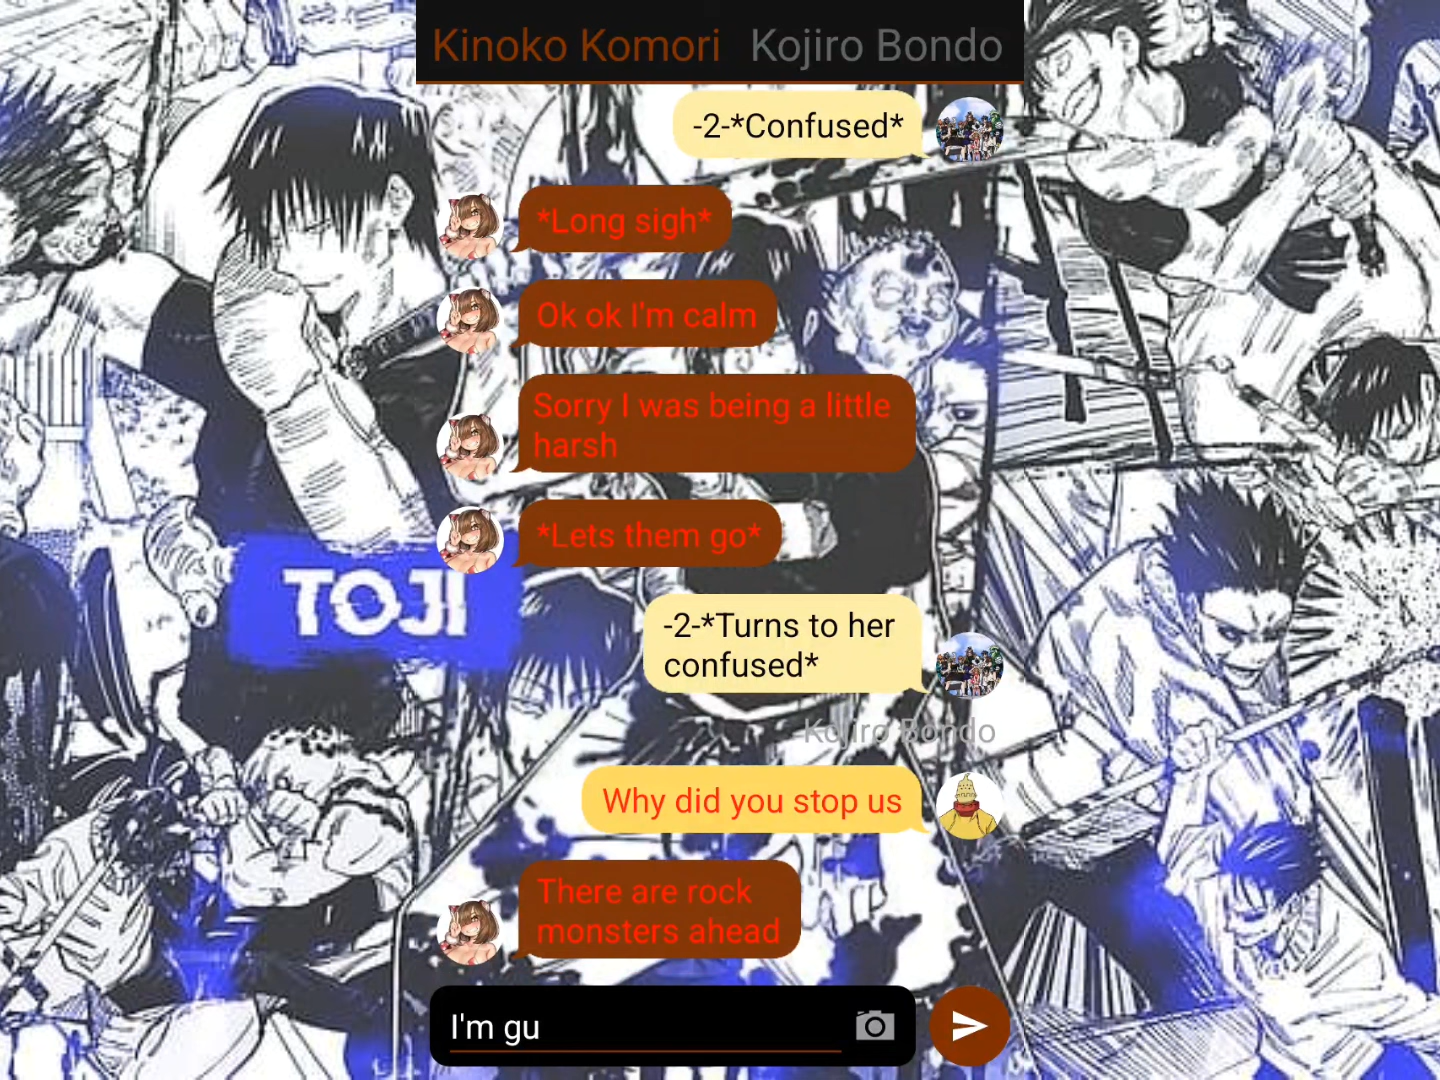 Kinoko Komori Kojiro Bondo
-2-*Confused*
*Long sigh*
Ok ok I'm calm
Sorry I was being a little
harsh
*Lets them go*
TOJI
-2-*Turns to her
confused*
Kojiro Bondo
Why did you stop us
There are rock
monsters ahead
I'm gu